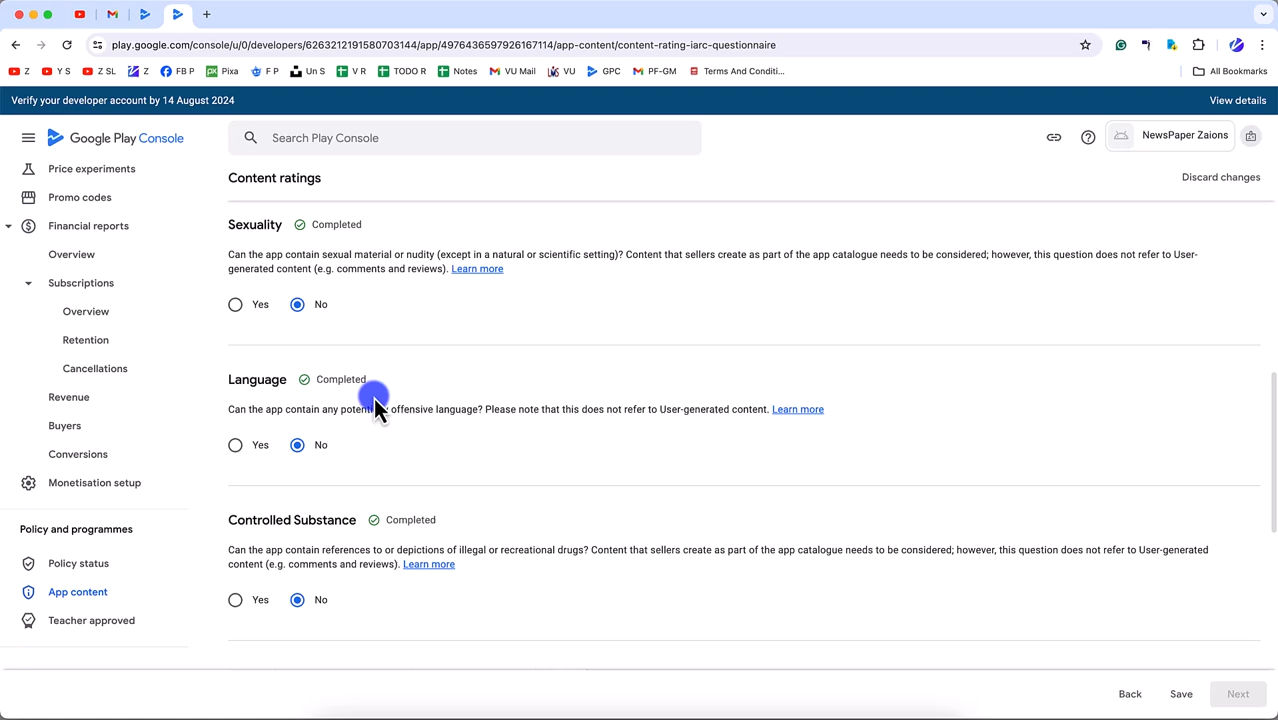 play.google.com/console/u/0/developers/6263212191580703144/app/4976436597926167114/app-content/content-rating-iarc-questionnaire
Z
Y S
Z SL
Z
FB P
Pixa
F P
Un S
V R
TODO R
Notes
VU Mail
VU
GPC
PF-GM
Terms And Conditi...
All Bookmarks
Verify your developer account by 14 August 2024
View details
Google Play Console
Search Play Console
NewsPaper Zaions
Price experiments
Promo codes
Financial reports
Overview
Subscriptions
Overview
Retention
Cancellations
Revenue
Buyers
Conversions
Monetisation setup
Policy and programmes
Policy status
App content
Teacher approved
Content ratings
Discard changes
Sexuality
Completed
Can the app contain sexual material or nudity (except in a natural or scientific setting)? Content that sellers create as part of the app catalogue needs to be considered; however, this question does not refer to User-
generated content (e.g. comments and reviews). Learn more
Yes
No
Language
Completed
Can the app contain any offensive language? Please note that this does not refer to User-generated content. Learn more
Yes
No
Controlled Substance
Completed
Can the app contain references to or depictions of illegal or recreational drugs? Content that sellers create as part of the app catalogue needs to be considered; however, this question does not refer to User-generated
content (e.g. comments and reviews). Learn more
Yes
No
Back
Save
Next